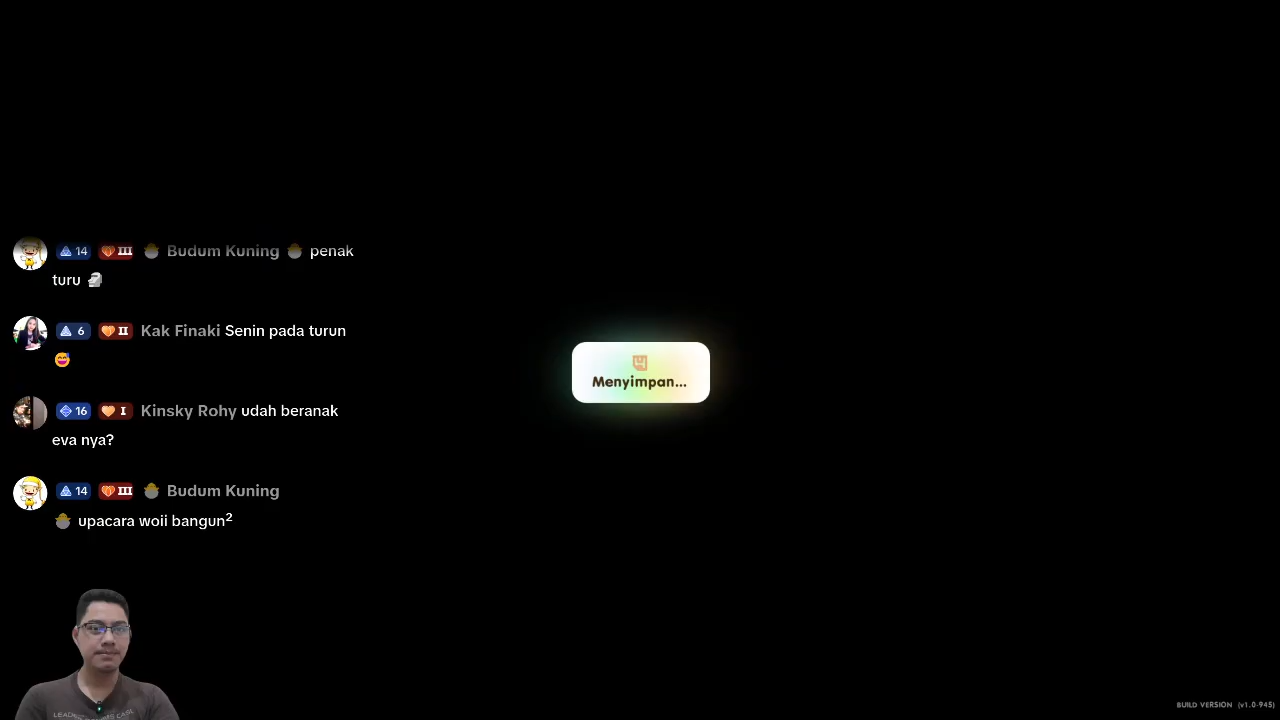 14 III Budum Kuning penak
turu
6 II Kak Finaki Senin pada turun
16 I Kinsky Rohy udah beranak
eva nya?
14 III Budum Kuning
upacara woii bangun²
Menyimpan...
BUILD VERSION (v1.0-945)